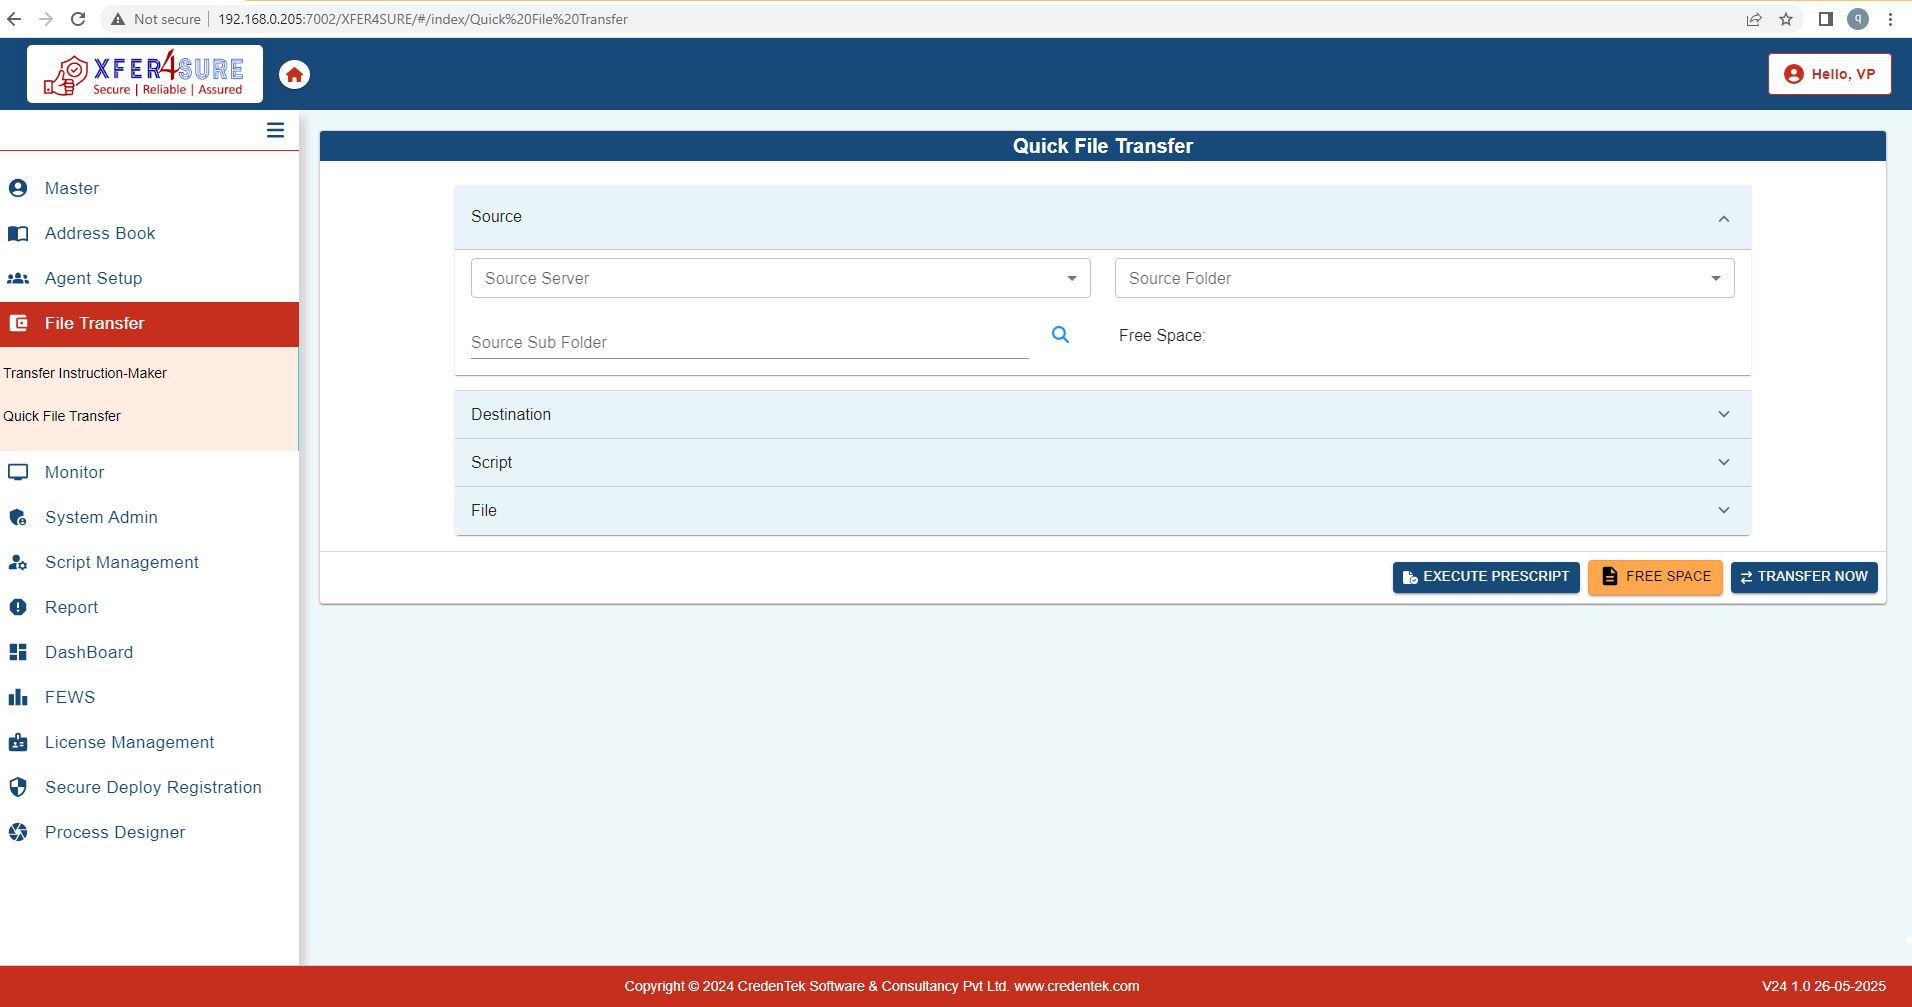 Not secure 192.168.0.205:7002/XFER4SURE/#/index/Quick%20File%20Transfer
q
XFER4SURE
Secure | Reliable | Assured
Hello, VP
Master
Address Book
Agent Setup
File Transfer
Transfer Instruction-Maker
Quick File Transfer
Monitor
System Admin
Script Management
Report
DashBoard
FEWS
License Management
Secure Deploy Registration
Process Designer
Quick File Transfer
Source
Source Server
Source Folder
Source Sub Folder
Free Space:
Destination
Script
File
EXECUTE PRESCRIPT
FREE SPACE
TRANSFER NOW
Copyright © 2024 CredenTek Software & Consultancy Pvt Ltd. www.credentek.com
V24 1.0 26-05-2025